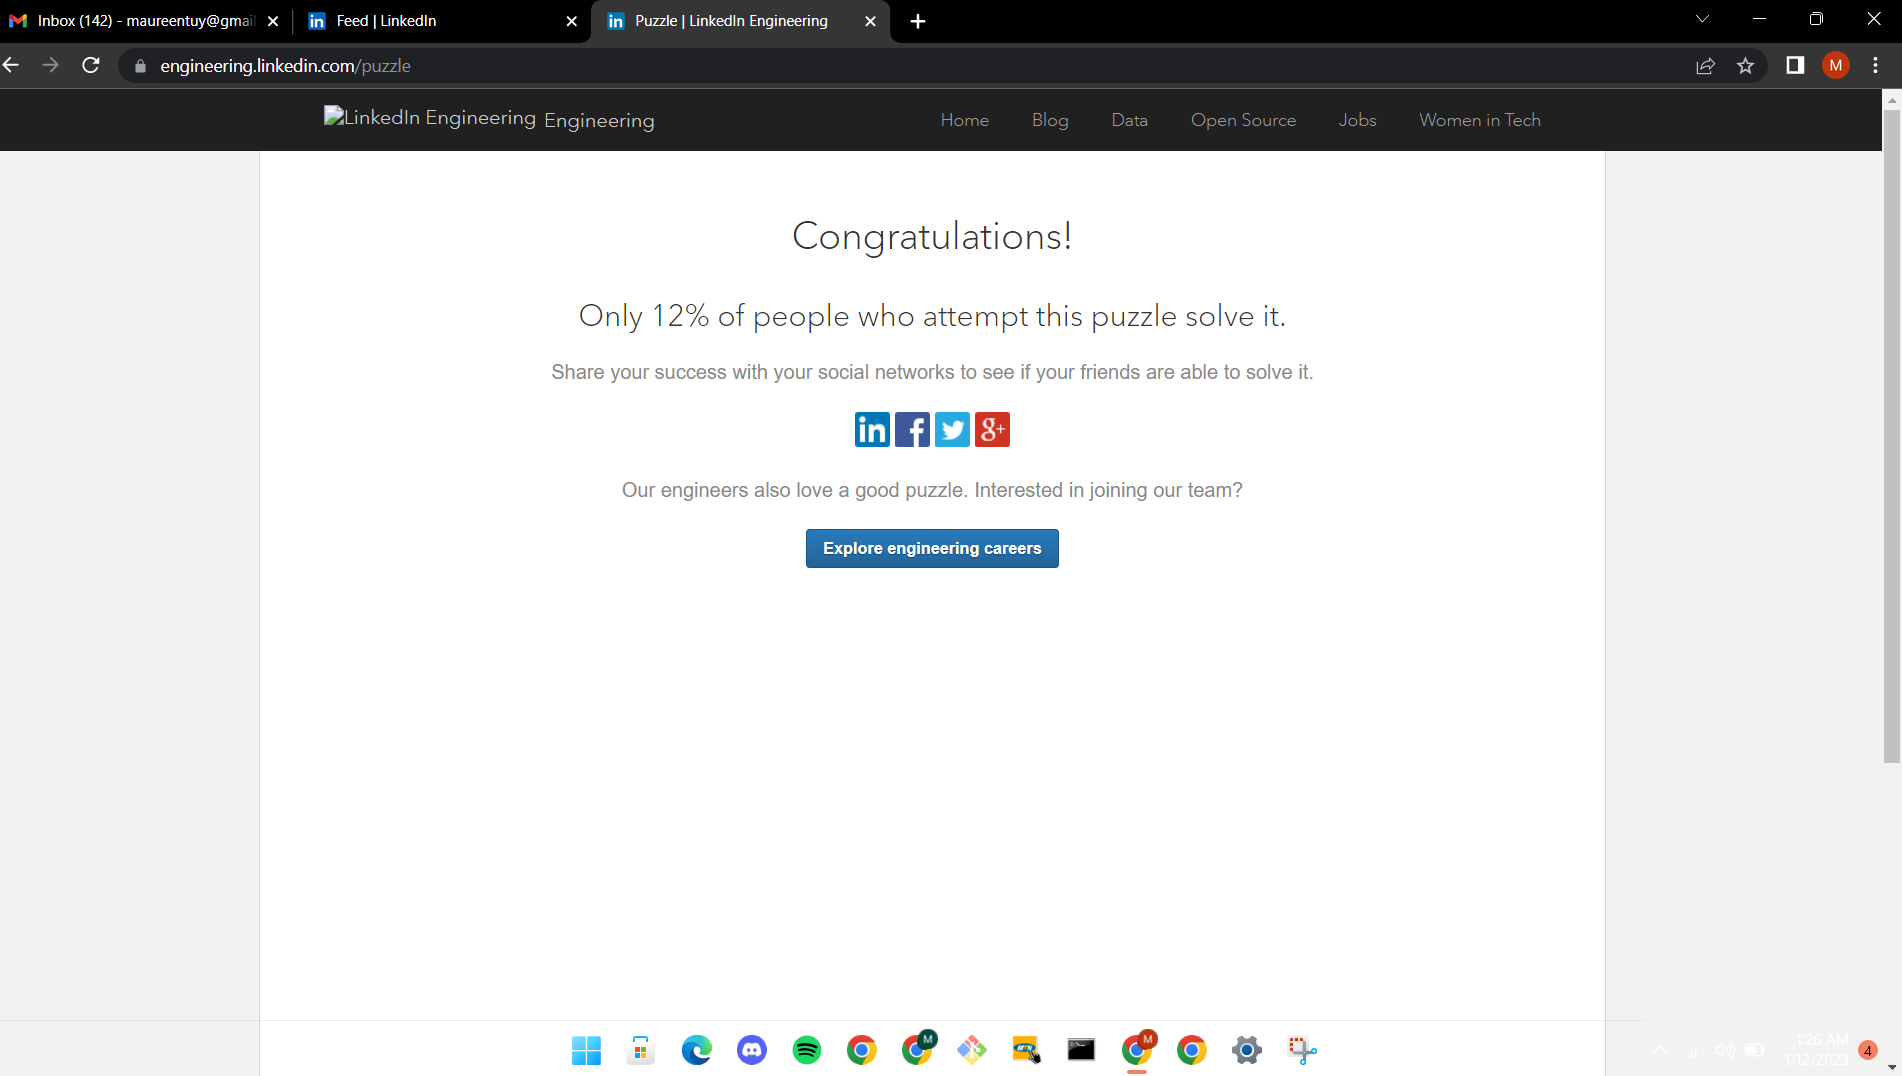 Inbox (142) - maureentuy@gmail
Feed | LinkedIn
Puzzle | LinkedIn Engineering
engineering.linkedin.com/puzzle
M
LinkedIn Engineering Engineering
Home Blog Data Open Source Jobs Women in Tech
Congratulations!
Only 12% of people who attempt this puzzle solve it.
Share your success with your social networks to see if your friends are able to solve it.
in f g+
Our engineers also love a good puzzle. Interested in joining our team?
Explore engineering careers
M
MTN
M
1:26 AM
1/12/2023
4